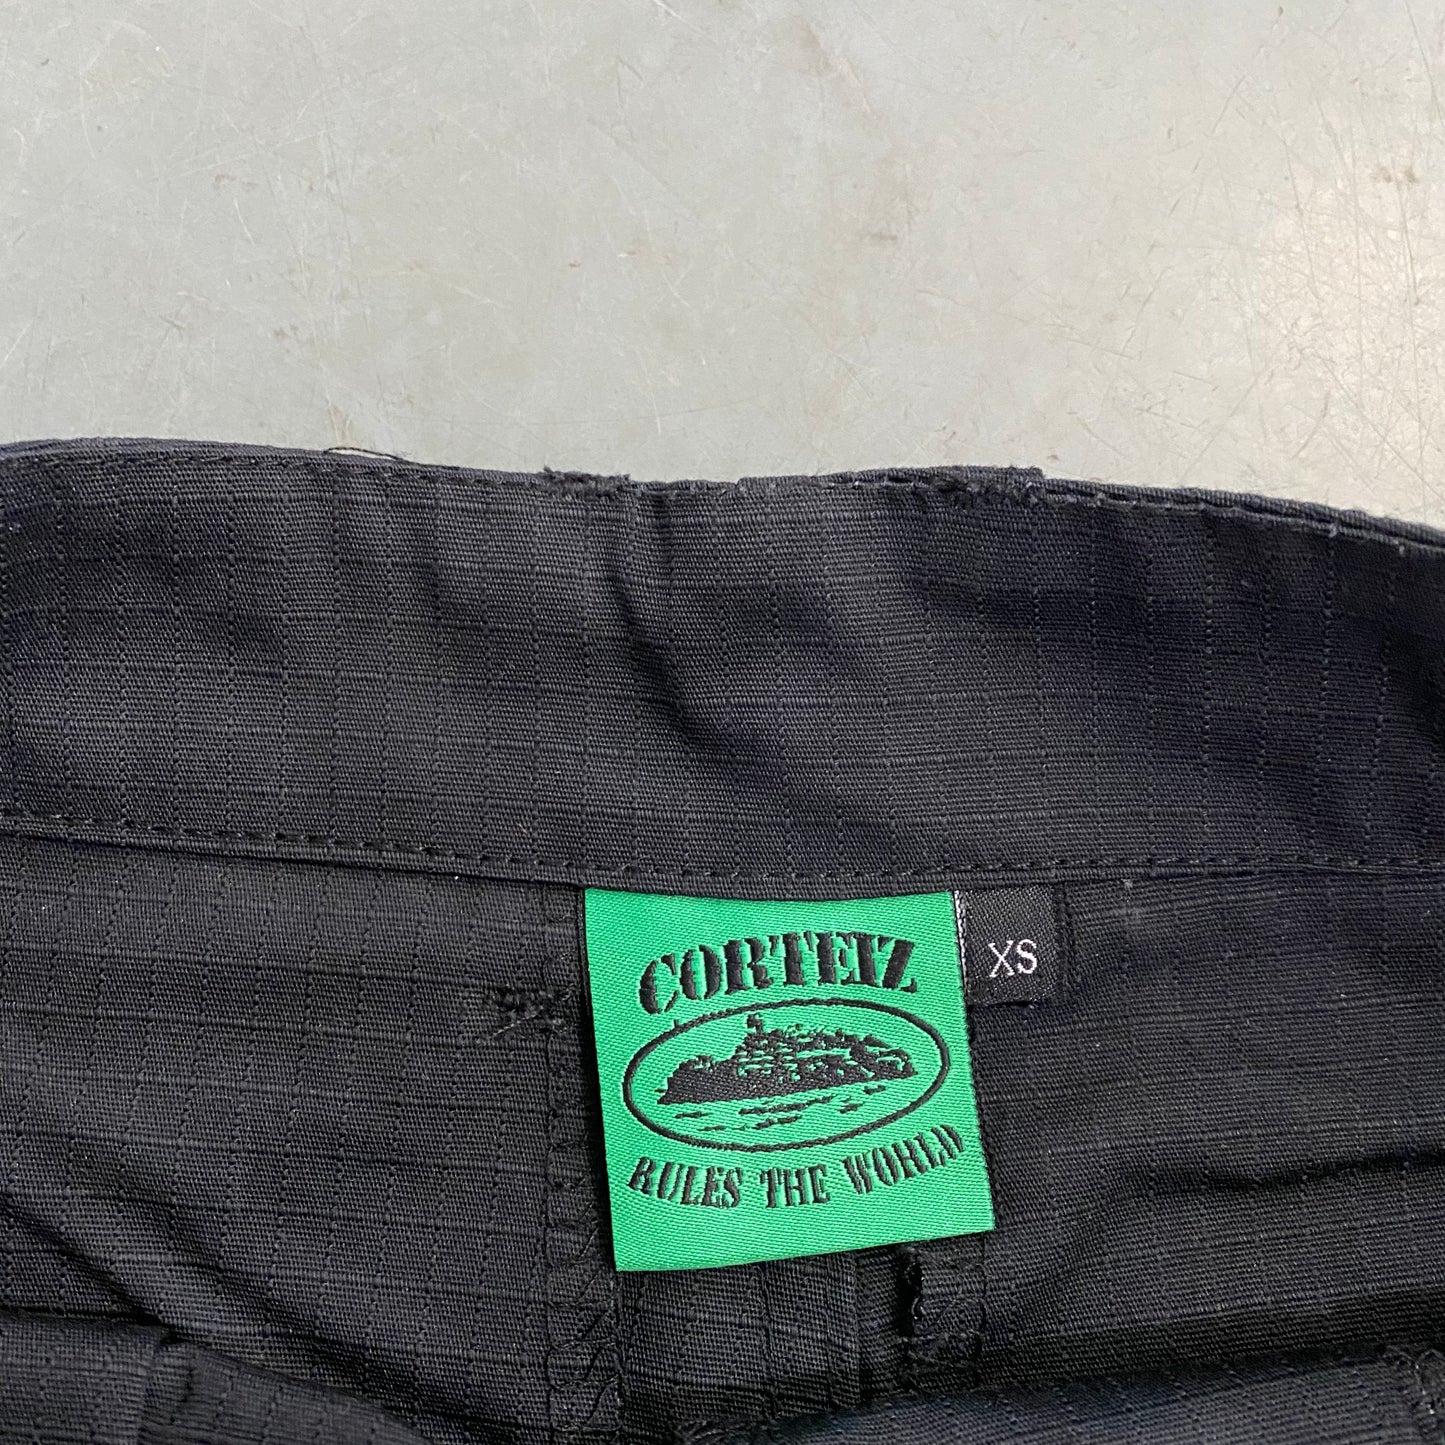 CORTEIZ
RULES THE WORLD
XS